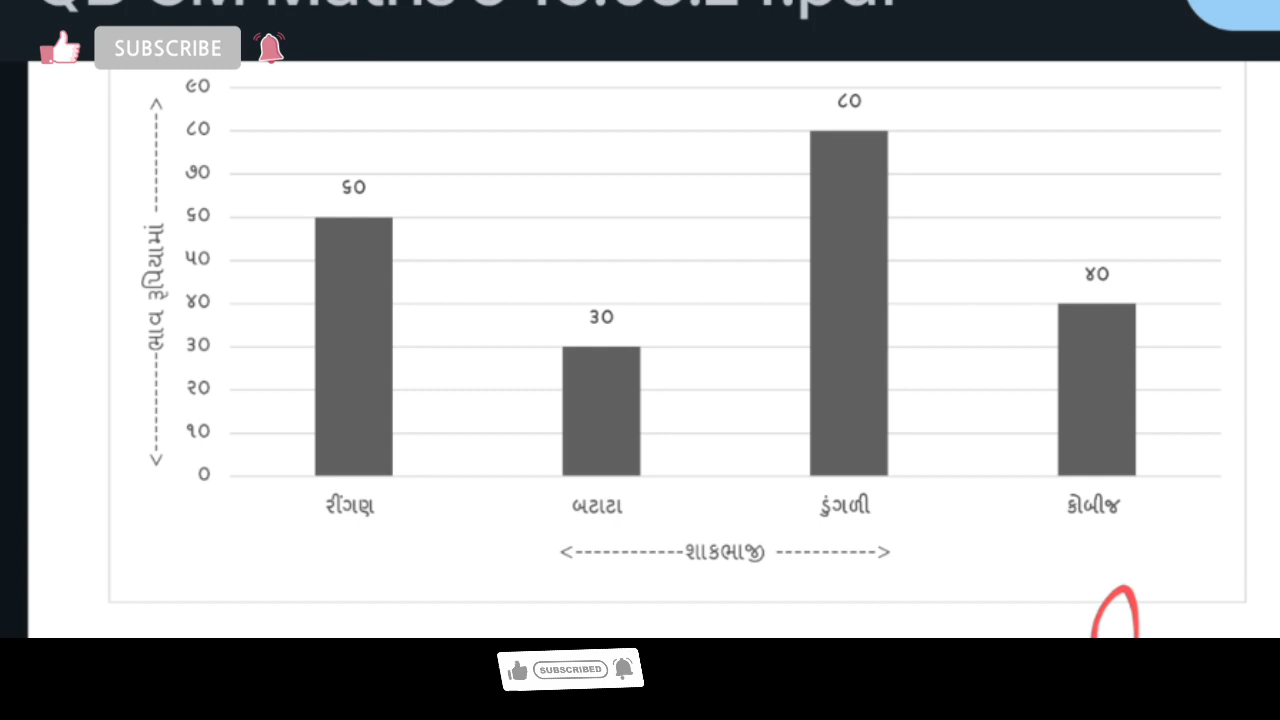 SUBSCRIBE
૯૦
૮૦
૭૦
૬૦
૫૦
૪૦
૩૦
૨૦
૧૦
૦
<-----ભાવ રૂપિયામાં ----->
૬૦
૩૦
૮૦
૪૦
રીંગણ બટાટા ડુંગળી કોબીજ
<------------શાકભાજી ----------->
SUBSCRIBED